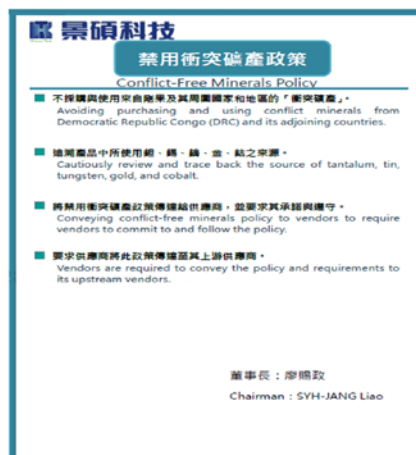 景碩科技
禁用衝突礦產政策
Conflict-Free Minerals Policy
不採購與使用來自剛果及其周圍國家和地區的「衝突礦產」。
Avoiding purchasing and using conflict minerals from
Democratic Republic Congo (DRC) and its adjoining countries.
追溯產品中所使用鉭、錫、鎢、金、鈷之來源。
Cautiously review and trace back the source of tantalum, tin,
tungsten, gold, and cobalt.
將禁用衝突礦產政策傳達給供應商，並要求其承諾與遵守。
Conveying conflict-free minerals policy to vendors to require
vendors to commit to and follow the policy.
要求供應商將此政策傳達至其上游供應商。
Vendors are required to convey the policy and requirements to
its upstream vendors.
董事長：廖賜政
Chairman：SYH-JANG Liao